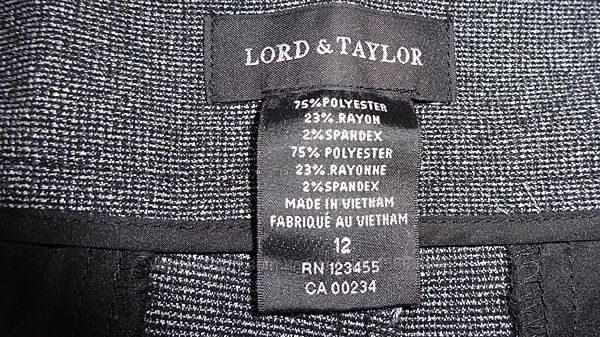 LORD & TAYLOR
75%POLYESTER
23%.RAYON
2%SPANDEX
75% POLYESTER
23%.RAYONNE
2%SPANDEX
MADE IN VIETNAM
FABRIQUÉ AU VIETNAM
12
RN 123455
CA 00234